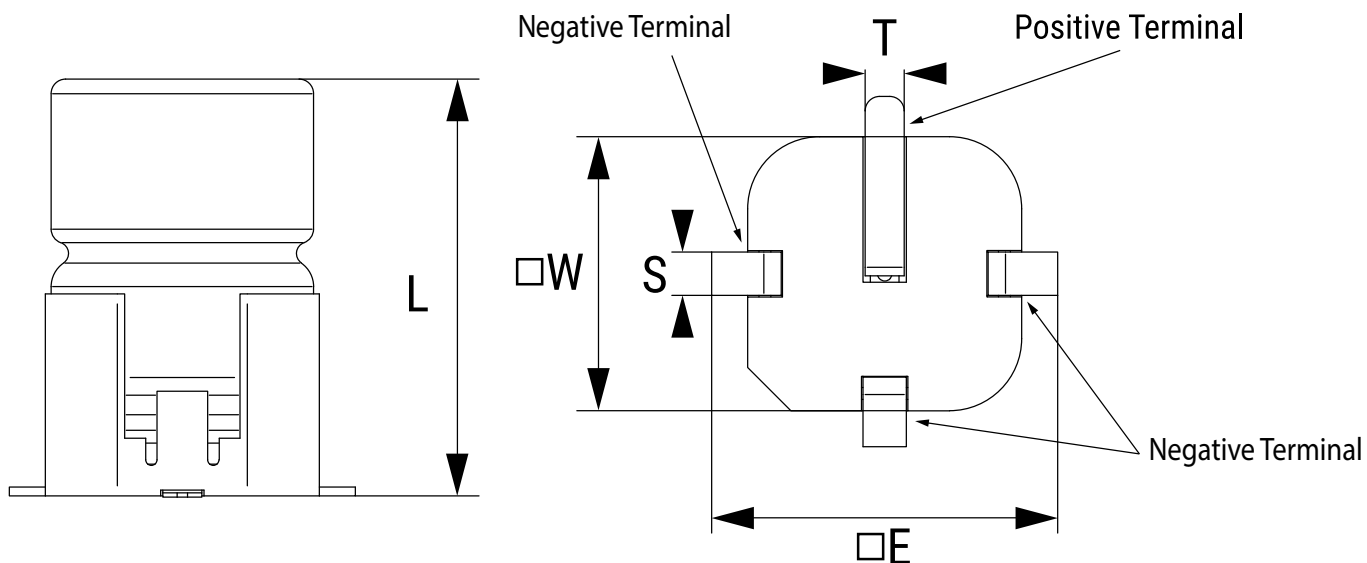 Negative Terminal
T
Positive Terminal
L
□W
S
Negative Terminal
□E